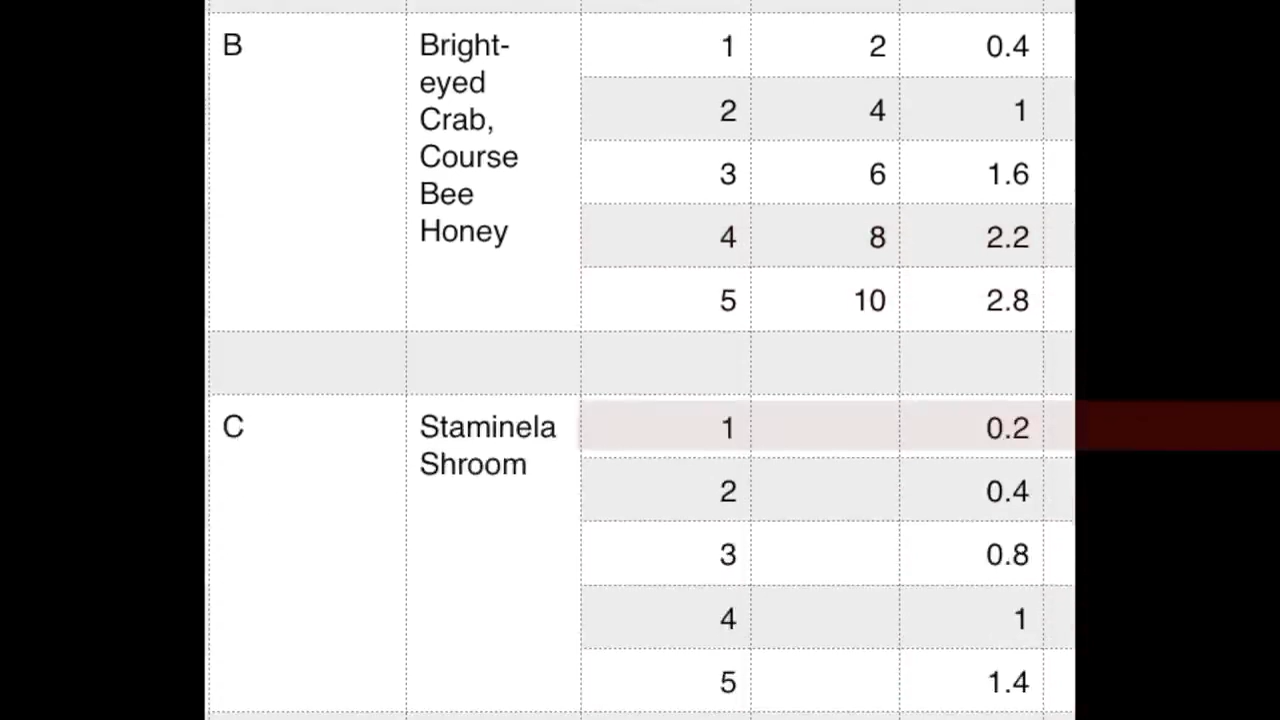 B Bright- 1 2 0.4
eyed
Crab, 2 4 1
Course 3 6 1.6
Bee
Honey 4 8 2.2
5 10 2.8
C Staminela 1 0.2
Shroom
2 0.4
3 0.8
4 1
5 1.4